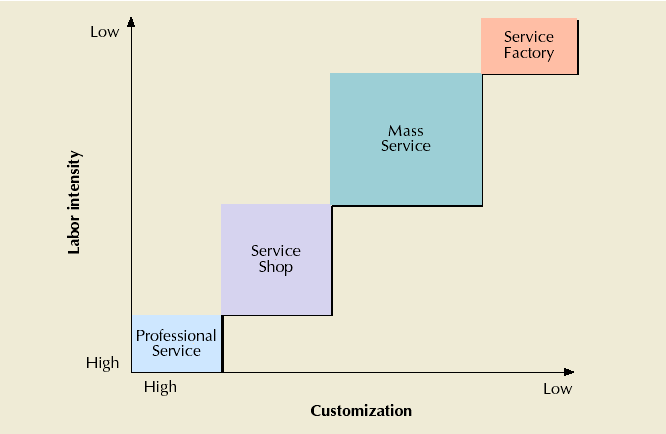 Low
Service
Factory
Mass
Service
Labor intensity
Service
Shop
Professional
Service
High
High
Low
Customization